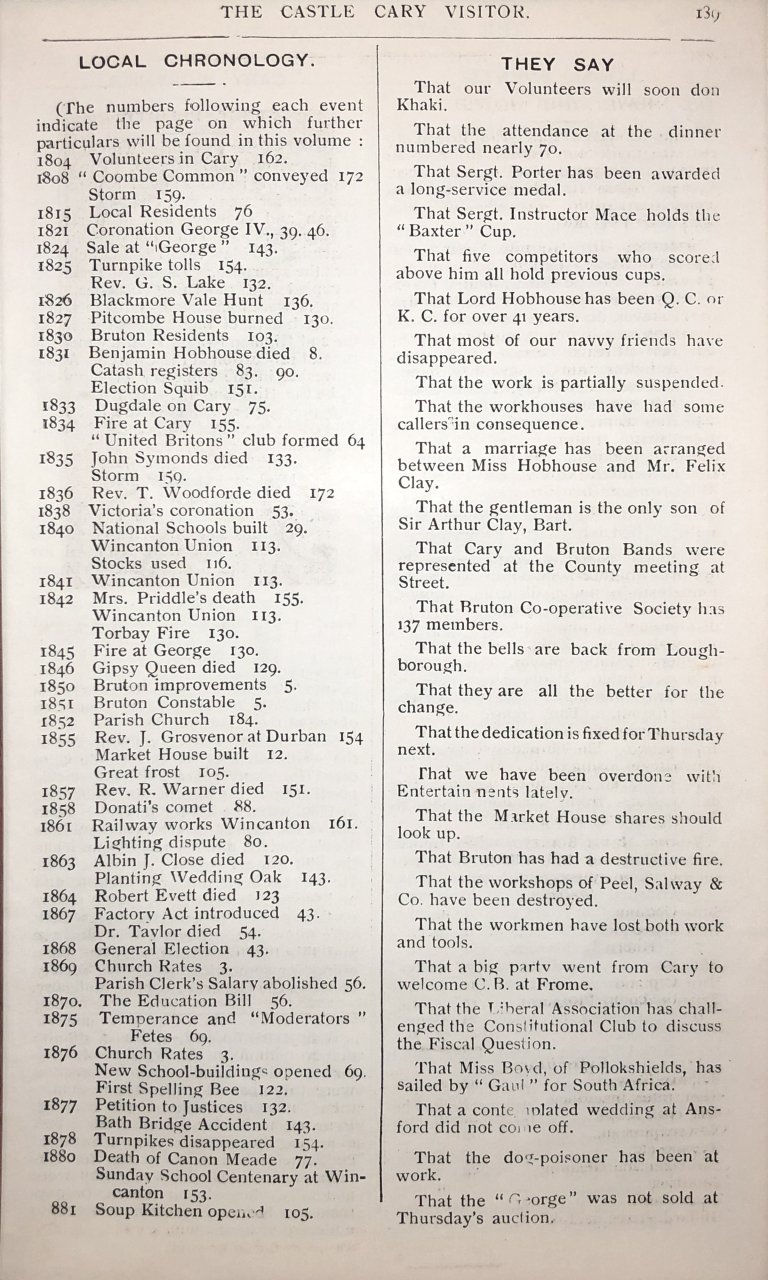 THE CASTLE CARY VISITOR. 139
LOCAL CHRONOLOGY.
(The numbers following each event
indicate the page on which further
particulars will be found in this volume :
1804 Volunteers in Cary 162.
1808 “ Coombe Common ” conveyed 172
Storm 159.
1815 Local Residents 76
1821 Coronation George IV., 39. 46.
1824 Sale at “George ” 143.
1825 Turnpike tolls 154.
Rev. G. S. Lake 132.
1826 Blackmore Vale Hunt 136.
1827 Pitcombe House burned 130.
1830 Bruton Residents 103.
1831 Benjamin Hobhouse died 8.
Catash registers 83. 90.
Election Squib 151.
1833 Dugdale on Cary 75.
1834 Fire at Cary 155.
“ United Britons ” club formed 64
1835 John Symonds died 133.
Storm 159.
1836 Rev. T. Woodforde died 172
1838 Victoria’s coronation 53.
1840 National Schools built 29.
Wincanton Union 113.
Stocks used 116.
1841 Wincanton Union 113.
1842 Mrs. Priddle’s death 155.
Wincanton Union 113.
Torbay Fire 130.
1845 Fire at George 130.
1846 Gipsy Queen died 129.
1850 Bruton improvements 5.
1851 Bruton Constable 5.
1852 Parish Church 184.
1855 Rev. J. Grosvenor at Durban 154
Market House built 12.
Great frost 105.
1857 Rev. R. Warner died 151.
1858 Donati’s comet 88.
1861 Railway works Wincanton 161.
Lighting dispute 80.
1863 Albin J. Close died 120.
Planting Wedding Oak 143.
1864 Robert Evett died 123
1867 Factory Act introduced 43.
Dr. Taylor died 54.
1868 General Election 43.
1869 Church Rates 3.
Parish Clerk’s Salary abolished 56.
1870. The Education Bill 56.
1875 Temperance and “Moderators ”
Fetes 69.
1876 Church Rates 3.
New School-buildings opened 69.
First Spelling Bee 122.
1877 Petition to Justices 132.
Bath Bridge Accident 143.
1878 Turnpikes disappeared 154.
1880 Death of Canon Meade 77.
Sunday School Centenary at Win-
canton 153.
881 Soup Kitchen opened 105.
THEY SAY
That our Volunteers will soon don
Khaki.
That the attendance at the dinner
numbered nearly 70.
That Sergt. Porter has been awarded
a long-service medal.
That Sergt. Instructor Mace holds the
“ Baxter ” Cup.
That five competitors who scored
above him all hold previous cups.
That Lord Hobhouse has been Q. C. or
K. C. for over 41 years.
That most of our navvy friends have
disappeared.
That the work is partially suspended.
That the workhouses have had some
callers in consequence.
That a marriage has been arranged
between Miss Hobhouse and Mr. Felix
Clay.
That the gentleman is the only son of
Sir Arthur Clay, Bart.
That Cary and Bruton Bands were
represented at the County meeting at
Street.
That Bruton Co-operative Society has
137 members.
That the bells are back from Lough-
borough.
That they are all the better for the
change.
That the dedication is fixed for Thursday
next.
That we have been overdone with
Entertainments lately.
That the Market House shares should
look up.
That Bruton has had a destructive fire.
That the workshops of Peel, Salway &
Co. have been destroyed.
That the workmen have lost both work
and tools.
That a big party went from Cary to
welcome C.B. at Frome.
That the Liberal Association has chall-
enged the Constitutional Club to discuss
the Fiscal Question.
That Miss Boyd, of Pollokshields, has
sailed by “ Gaul ” for South Africa.
That a contemplated wedding at Ans-
ford did not come off.
That the dog-poisoner has been at
work.
That the “ George” was not sold at
Thursday’s auction.